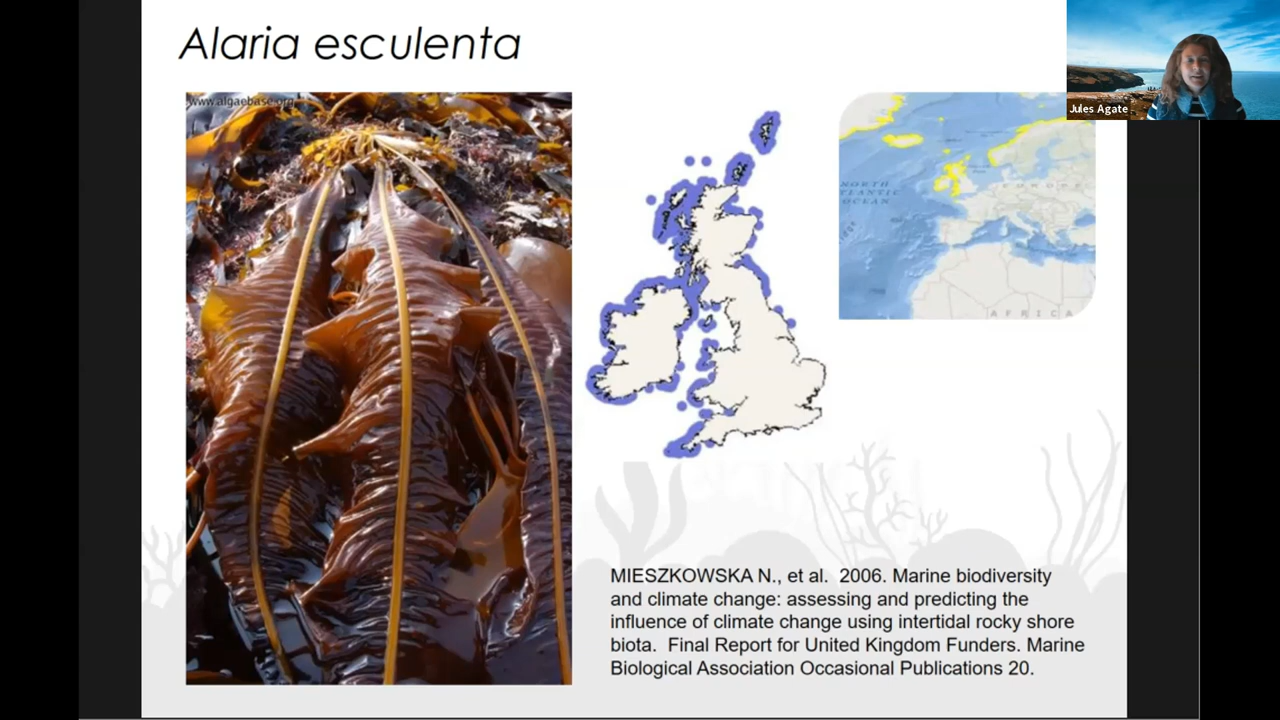 Alaria esculenta
www.algaebase.org
Jules Agate
NORTH
ATLANTIC
OCEAN
EUROPE
AFRICA
MIESZKOWSKA N., et al. 2006. Marine biodiversity
and climate change: assessing and predicting the
influence of climate change using intertidal rocky shore
biota. Final Report for United Kingdom Funders. Marine
Biological Association Occasional Publications 20.